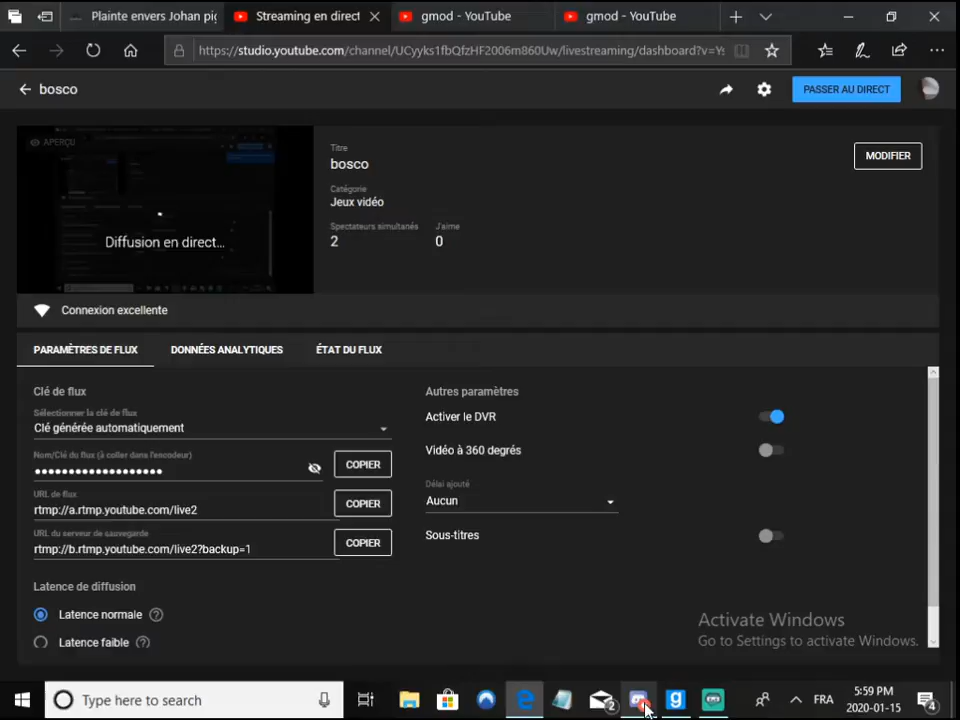 Plainte envers Johan pi
Streaming en direct
gmod - YouTube
gmod - YouTube
https://studio.youtube.com/channel/UCyyks1fbQfzHF2006m860Uw/livestreaming/dashboard?v=
bosco
PASSER AU DIRECT
APERÇU
Diffusion en direct...
Titre
bosco
MODIFIER
Catégorie
Jeux vidéo
Spectateurs simultanés
J'aime
2
0
Connexion excellente
PARAMÈTRES DE FLUX
DONNÉES ANALYTIQUES
ÉTAT DU FLUX
Clé de flux
Sélectionner la clé de flux
Clé générée automatiquement
Nom/Clé du flux (à coller dans l'encodeur)
••••••••••••••••••• COPIER
URL de flux
rtmp://a.rtmp.youtube.com/live2 COPIER
URL du serveur de sauvegarde
rtmp://b.rtmp.youtube.com/live2?backup=1 COPIER
Latence de diffusion
Latence normale
Latence faible
Autres paramètres
Activer le DVR
Vidéo à 360 degrés
Délai ajouté
Aucun
Sous-titres
Activate Windows
Go to Settings to activate Windows.
Type here to search
2
FRA
5:59 PM
2020-01-15
4